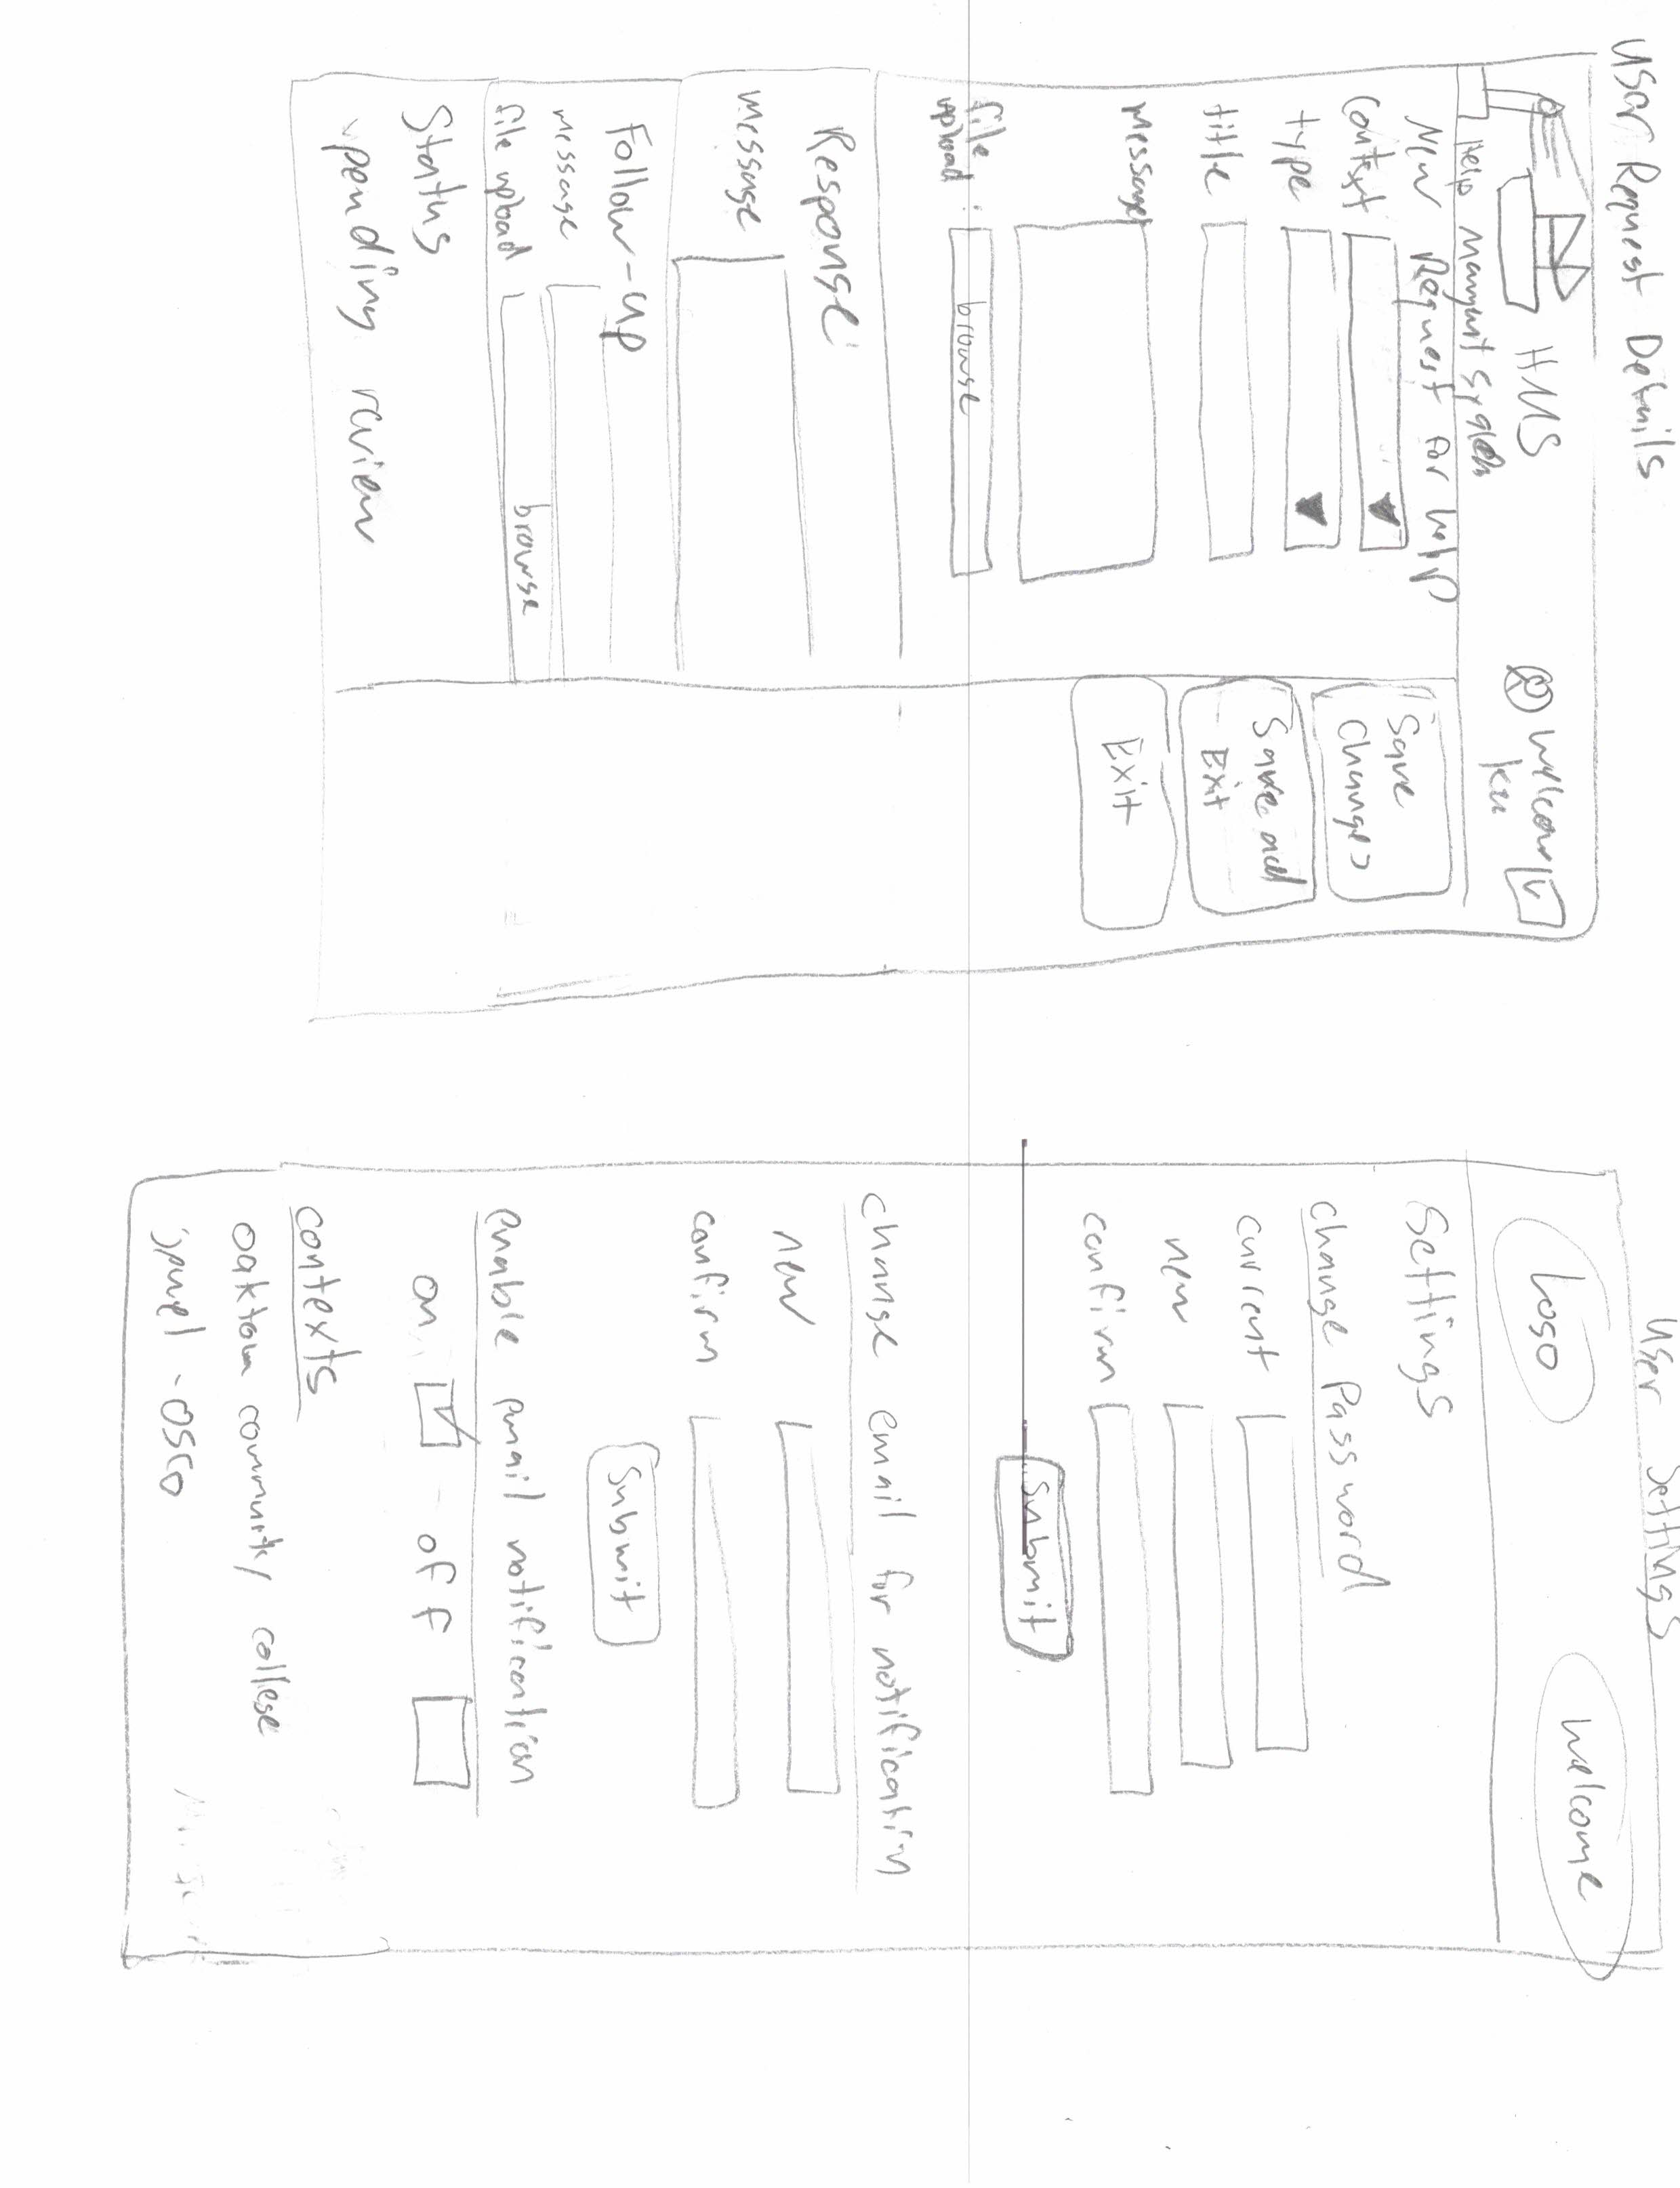 User Request Details
HMS
Welcome
Help Managment System
New Request for help
Context
type
title
Message
file
upload :
browse
Save
Changes
Save and
Exit
Exit
Response
message
Follow-up
message
file upload
browse
Status
pending review
User Settings
Logo
Welcome
Settings
change Password
current
new
confirm
Submit
change email for notification
new
confirm
Submit
enable email notification
on
off
contexts
oakton community college
jewel - OSCO